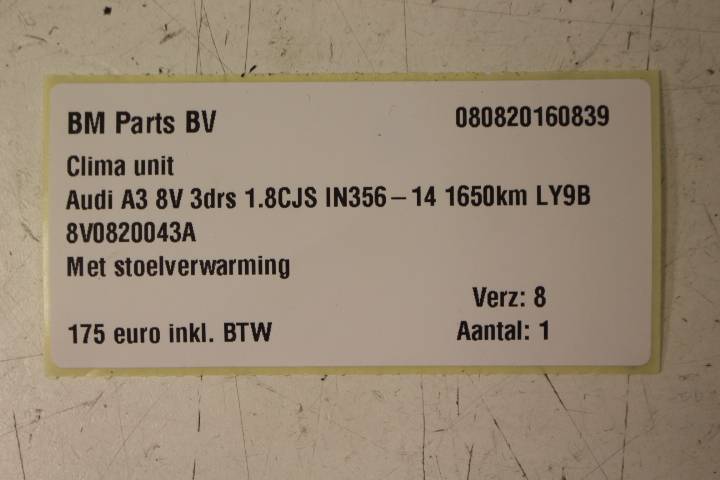 BM Parts BV 080820160839
Clima unit
Audi A3 8V 3drs 1.8CJS IN356-14 1650km LY9B
8V0820043A
Met stoelverwarming
Verz: 8
175 euro inkl. BTW Aantal: 1